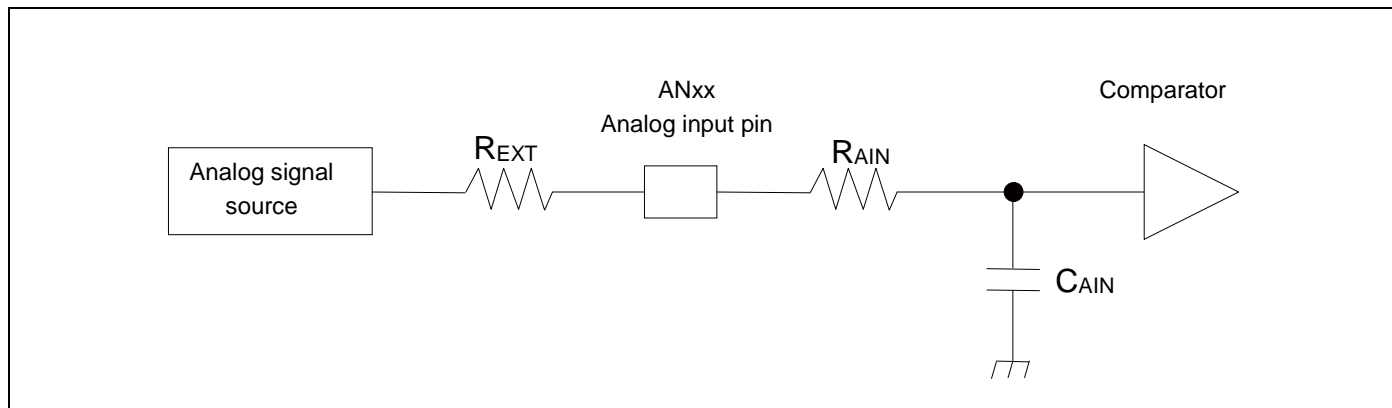 ANxx
Analog input pin
Comparator
Analog signal
source
REXT
RAIN
CAIN